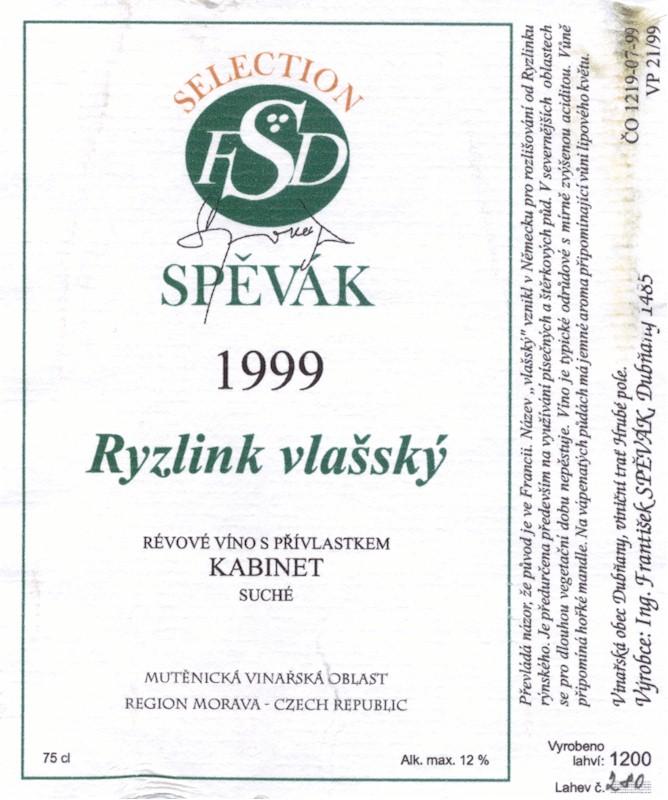 SELECTION
FSD
SPĚVÁK
1999
Ryzlink vlašský
RÉVOVÉ VÍNO S PŘÍVLASTKEM
KABINET
SUCHÉ
MUTĚNICKÁ VINAŘSKÁ OBLAST
REGION MORAVA - CZECH REPUBLIC
75 cl
Alk. max. 12 %
Převládá názor, že původ je ve Francii. Název „vlašský" vznikl v Německu pro rozlišování od Ryzlinku
rýnského. Je předurčena především na využívání písečných a štěrkových půd. V severnějších oblastech
se pro dlouhou vegetační dobu nepěstuje. Víno je typické odrůdové s mírně zvýšenou aciditou. Vůně
připomíná hořké mandle. Na vápenatých půdách má jemné aroma připomínající vůni lipového květu.
Vinařská obec Dubňany, viniční trať Hrubé pole.
Výrobce: Ing. František SPĚVÁK, Dubňany 1485
ČO 1219-07-99
VP 21/99
Vyrobeno
lahví: 1200
Lahev č. 280